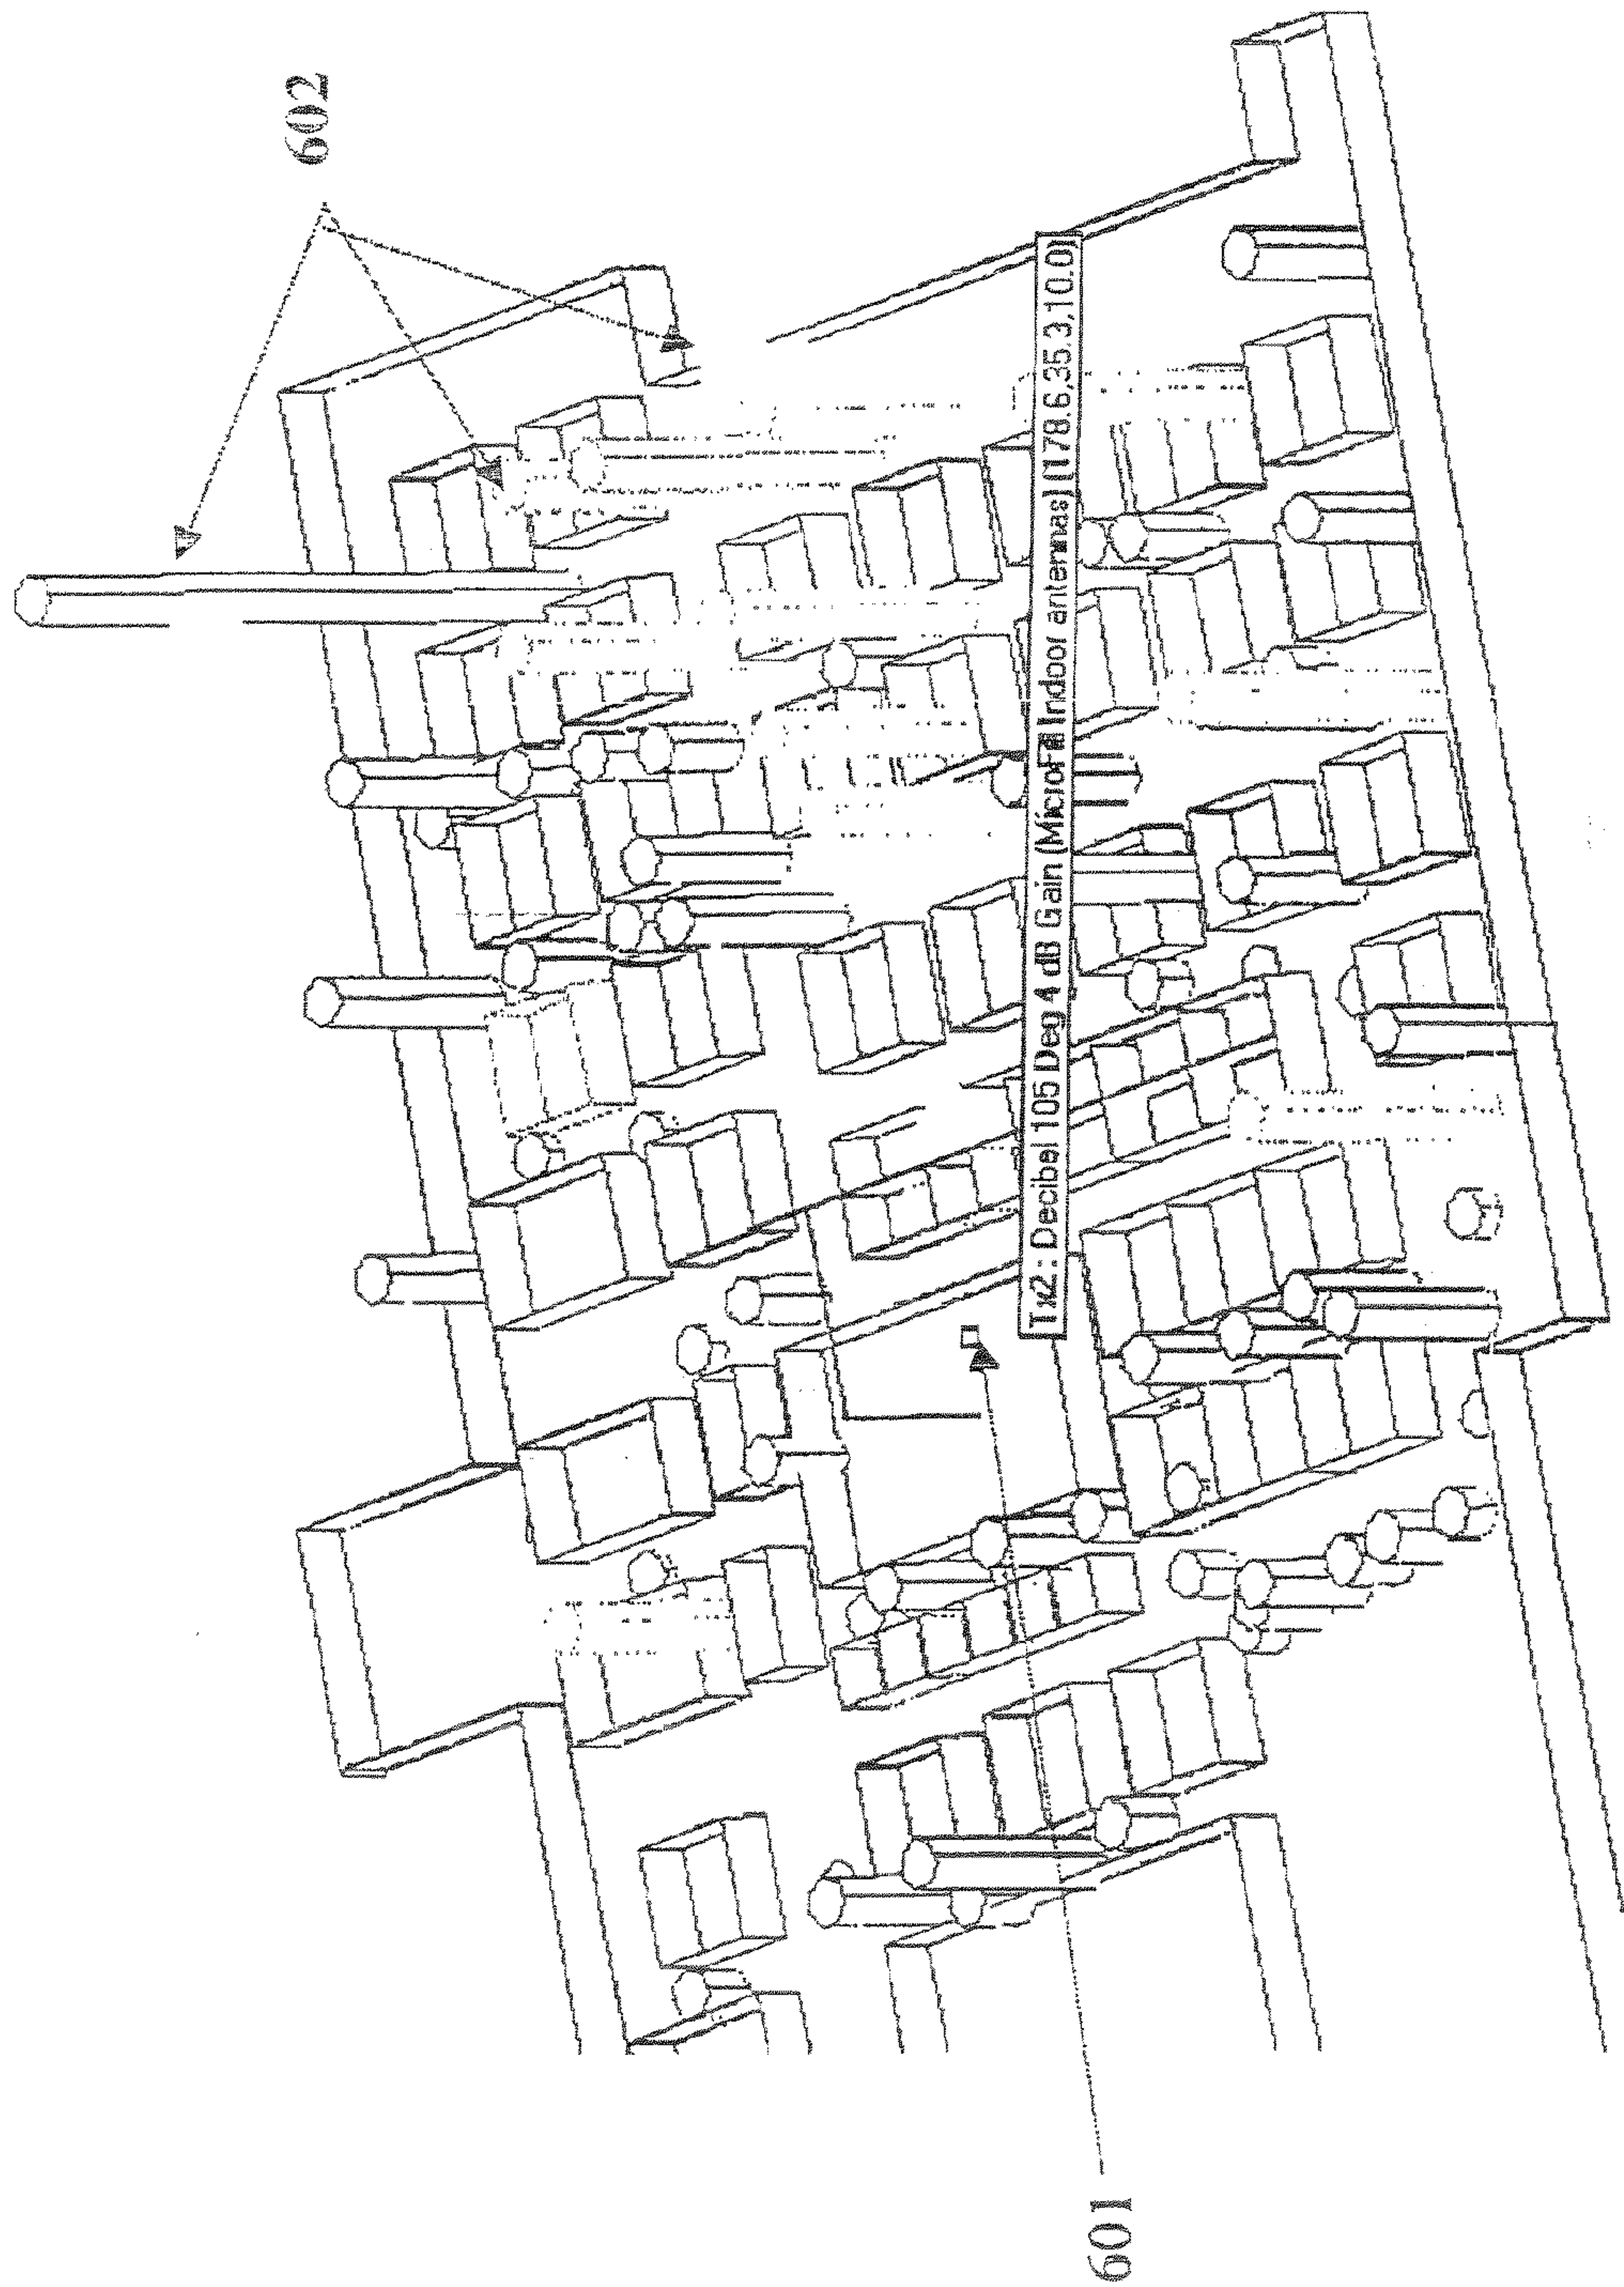 602
Tx2 : Decibel 105 Deg 4 dB Gain (MicroFill Indoor antennas) (178.6,35.3,10.0)
601